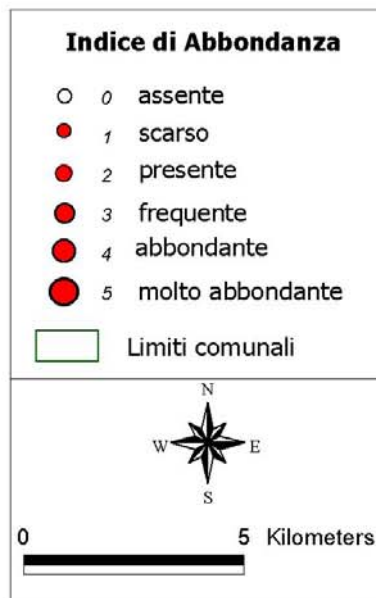 Indice di Abbondanza
0 assente
1 scarso
2 presente
3 frequente
4 abbondante
5 molto abbondante
Limiti comunali
N
W E
S
0 5 Kilometers